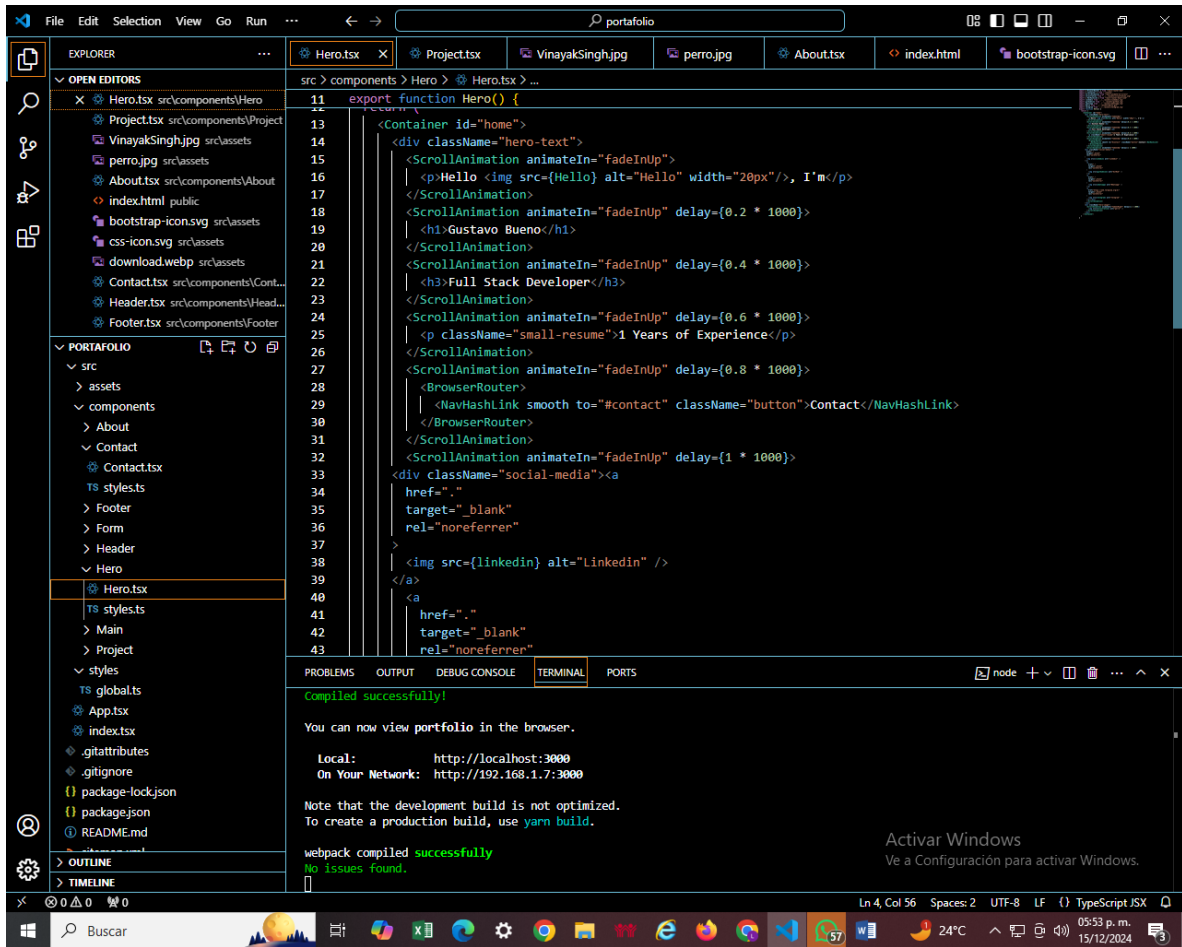 File Edit Selection View Go Run ··· portafolio
EXPLORER ···
OPEN EDITORS
Hero.tsx src\components\Hero
Project.tsx src\components\Project
VinayakSingh.jpg src\assets
perro.jpg src\assets
About.tsx src\components\About
index.html public
bootstrap-icon.svg src\assets
css-icon.svg src\assets
download.webp src\assets
Contact.tsx src\components\Cont...
Header.tsx src\components\Head...
Footer.tsx src\components\Footer
PORTAFOLIO
src
assets
components
About
Contact
Contact.tsx
TS styles.ts
Footer
Form
Header
Hero
Hero.tsx
TS styles.ts
Main
Project
styles
TS global.ts
App.tsx
index.tsx
.gitattributes
.gitignore
{} package-lock.json
{} package.json
README.md
sitemap.xml
OUTLINE
TIMELINE
Hero.tsx Project.tsx VinayakSingh.jpg perro.jpg About.tsx index.html bootstrap-icon.svg ···
src > components > Hero > Hero.tsx > ...
11 export function Hero() {
12 return (
13 <Container id="home">
14 <div className="hero-text">
15 <ScrollAnimation animateIn="fadeInUp">
16 <p>Hello <img src={Hello} alt="Hello" width="20px"/>, I'm</p>
17 </ScrollAnimation>
18 <ScrollAnimation animateIn="fadeInUp" delay={0.2 * 1000}>
19 <h1>Gustavo Bueno</h1>
20 </ScrollAnimation>
21 <ScrollAnimation animateIn="fadeInUp" delay={0.4 * 1000}>
22 <h3>Full Stack Developer</h3>
23 </ScrollAnimation>
24 <ScrollAnimation animateIn="fadeInUp" delay={0.6 * 1000}>
25 <p className="small-resume">1 Years of Experience</p>
26 </ScrollAnimation>
27 <ScrollAnimation animateIn="fadeInUp" delay={0.8 * 1000}>
28 <BrowserRouter>
29 <NavHashLink smooth to="#contact" className="button">Contact</NavHashLink>
30 </BrowserRouter>
31 </ScrollAnimation>
32 <ScrollAnimation animateIn="fadeInUp" delay={1 * 1000}>
33 <div className="social-media"><a
34 href="."
35 target="_blank"
36 rel="noreferrer"
37 >
38 <img src={linkedin} alt="Linkedin" />
39 </a>
40 <a
41 href="."
42 target="_blank"
43 rel="noreferrer"
PROBLEMS OUTPUT DEBUG CONSOLE TERMINAL PORTS node
Compiled successfully!
You can now view portfolio in the browser.
Local: http://localhost:3000
On Your Network: http://192.168.1.7:3000
Note that the development build is not optimized.
To create a production build, use yarn build.
webpack compiled successfully
No issues found.
Activar Windows
Ve a Configuración para activar Windows.
0 0 0 Ln 4, Col 56 Spaces: 2 UTF-8 LF {} TypeScript JSX
Buscar 57 24°C 05:53 p. m.
15/12/2024 3